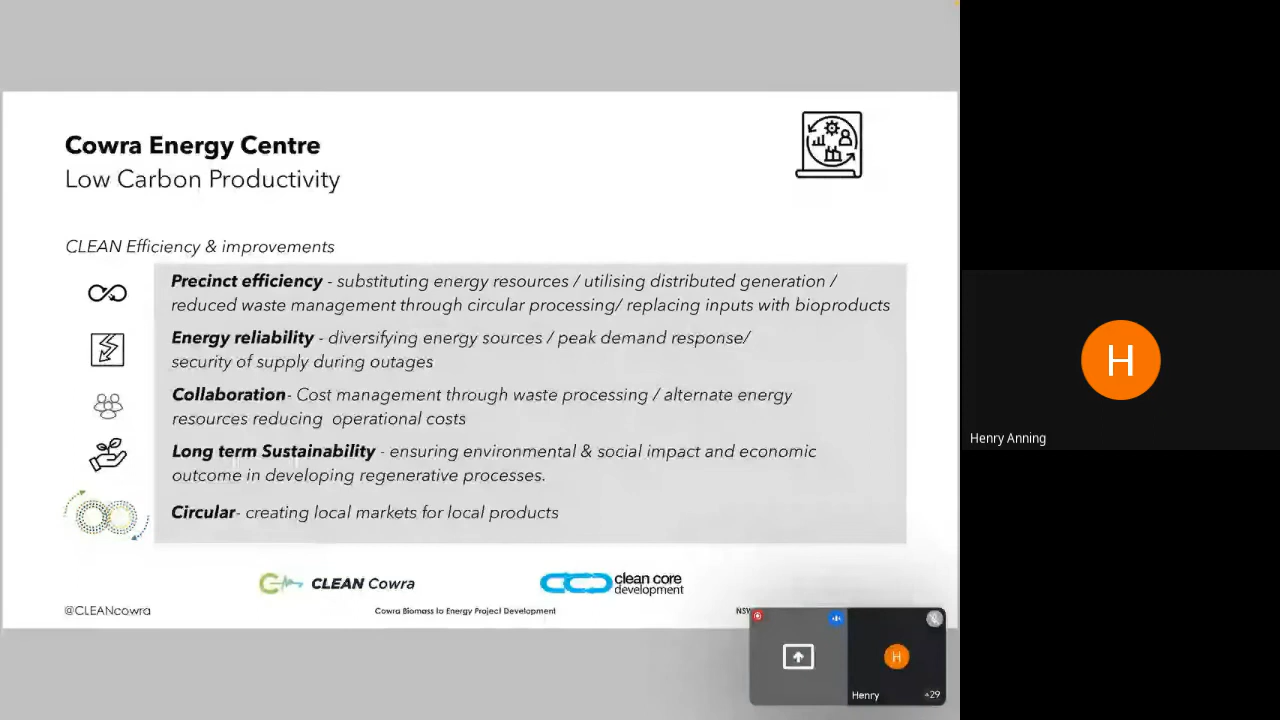 Cowra Energy Centre
Low Carbon Productivity
CLEAN Efficiency & improvements
Precinct efficiency - substituting energy resources / utilising distributed generation /
reduced waste management through circular processing/ replacing inputs with bioproducts
Energy reliability - diversifying energy sources / peak demand response/
security of supply during outages
Collaboration- Cost management through waste processing / alternate energy
resources reducing operational costs
Long term Sustainability - ensuring environmental & social impact and economic
outcome in developing regenerative processes.
Circular- creating local markets for local products
CLEAN Cowra
clean core
development
@CLEANcowra
Cowra Biomass to Energy Project Development
NSW
H
Henry
+29
H
Henry Anning